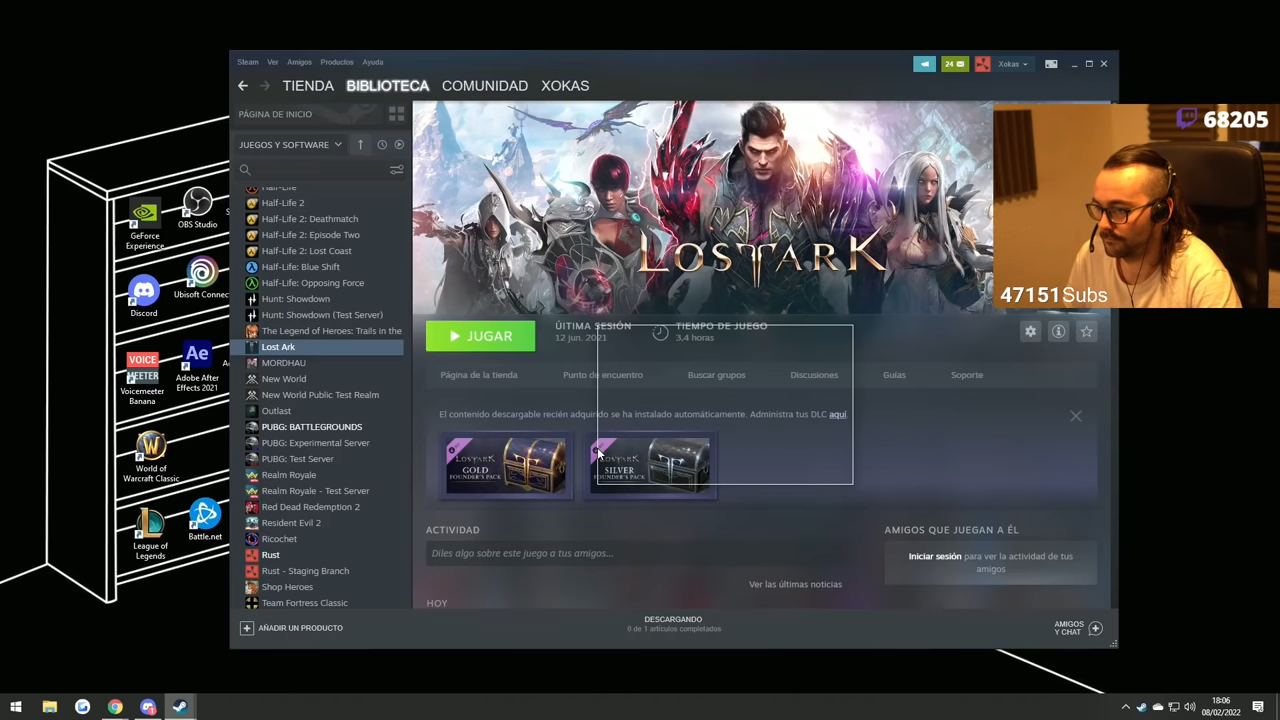 Steam Ver Amigos Productos Ayuda
24
Xokas
TIENDA BIBLIOTECA COMUNIDAD XOKAS
PÁGINA DE INICIO
JUEGOS Y SOFTWARE
Half-Life
Half-Life 2
Half-Life 2: Deathmatch
Half-Life 2: Episode Two
Half-Life 2: Lost Coast
Half-Life: Blue Shift
Half-Life: Opposing Force
Hunt: Showdown
Hunt: Showdown (Test Server)
The Legend of Heroes: Trails in the
Lost Ark
MORDHAU
New World
New World Public Test Realm
Outlast
PUBG: BATTLEGROUNDS
PUBG: Experimental Server
PUBG: Test Server
Realm Royale
Realm Royale - Test Server
Red Dead Redemption 2
Resident Evil 2
Ricochet
Rust
Rust - Staging Branch
Shop Heroes
Team Fortress Classic
AÑADIR UN PRODUCTO
GeForce
Experience
OBS Studio
Discord
Ubisoft Connect
VOICE
MEETER
Voicemeeter
Banana
Ae
Adobe After
Effects 2021
World of
Warcraft Classic
League of
Legends
Battle.net
LOST ARK
68205
47151Subs
JUGAR
ÚLTIMA SESIÓN
12 jun. 2021
TIEMPO DE JUEGO
3,4 horas
Página de la tienda Punto de encuentro Buscar grupos Discusiones Guías Soporte
El contenido descargable recién adquirido se ha instalado automáticamente. Administra tus DLC aquí.
LOST ARK
GOLD
FOUNDER'S PACK
LOST ARK
SILVER
FOUNDER'S PACK
ACTIVIDAD
Diles algo sobre este juego a tus amigos...
Ver las últimas noticias
HOY
AMIGOS QUE JUEGAN A ÉL
Iniciar sesión para ver la actividad de tus
amigos
DESCARGANDO
0 de 1 artículos completados
AMIGOS
Y CHAT
18:06
08/02/2022